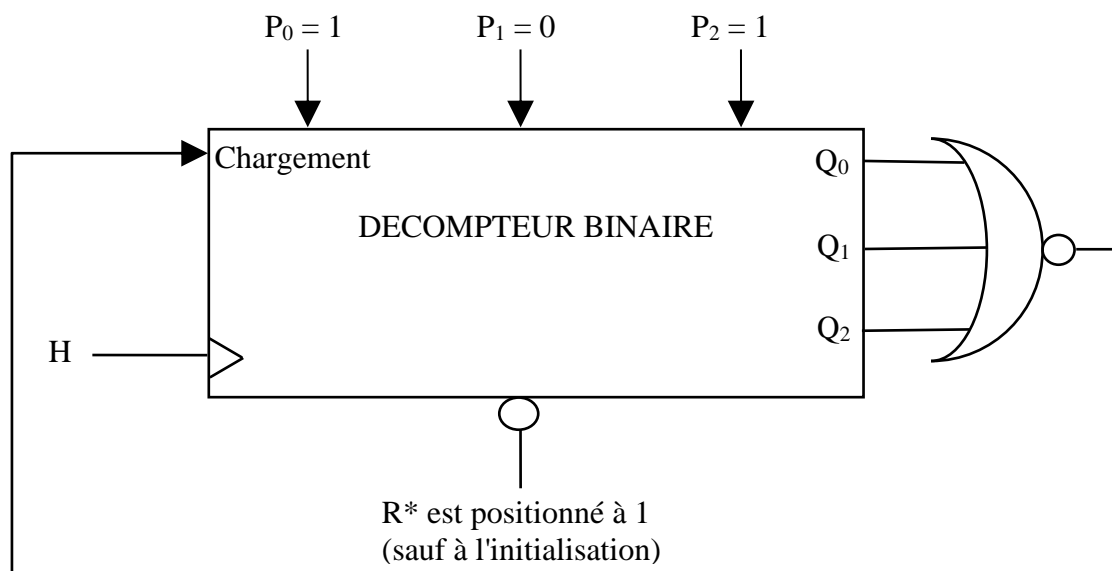 P₀ = 1 P₁ = 0 P₂ = 1
Chargement Q₀
DECOMPTEUR BINAIRE
Q₁
Q₂
H
R* est positionné à 1
(sauf à l'initialisation)